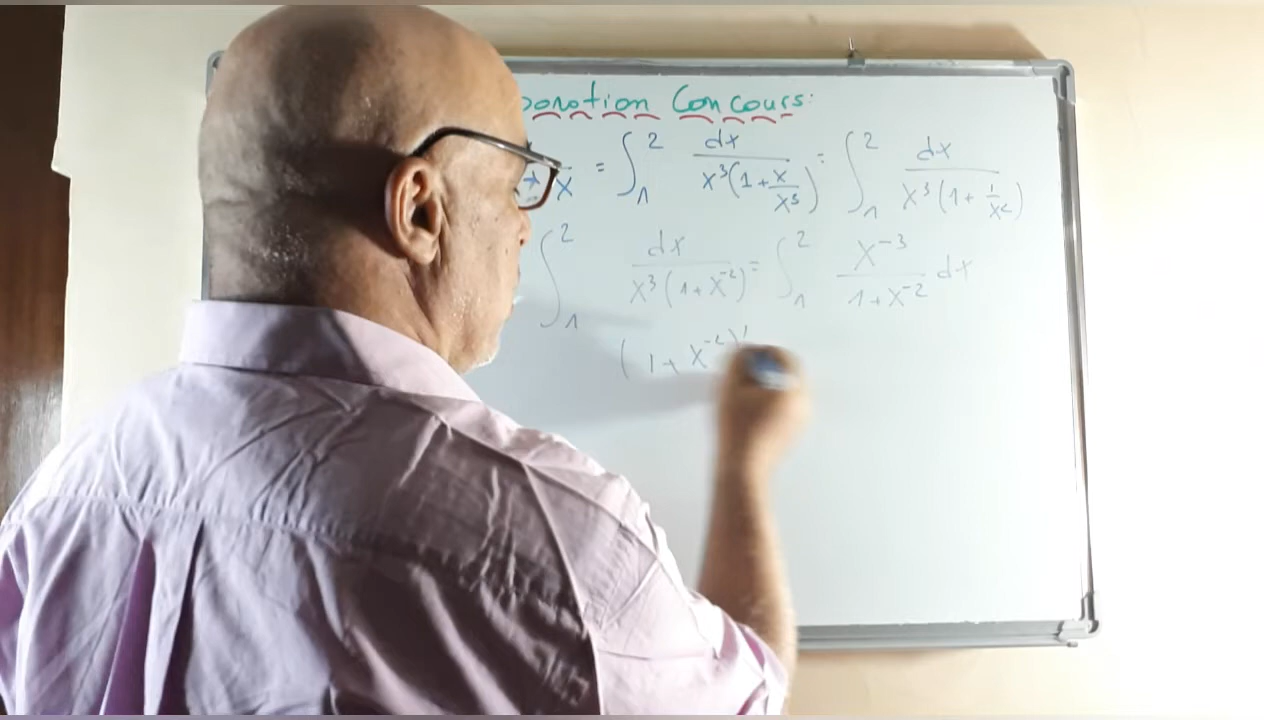 Concours:
= ∫₁² dx / x³(1 + x/x³) = ∫₁² dx / x³(1 + 1/x²)
∫₁² dx / x³(1 + x⁻²) = ∫₁² x⁻³ / 1 + x⁻² dx
(1 + x⁻²)'